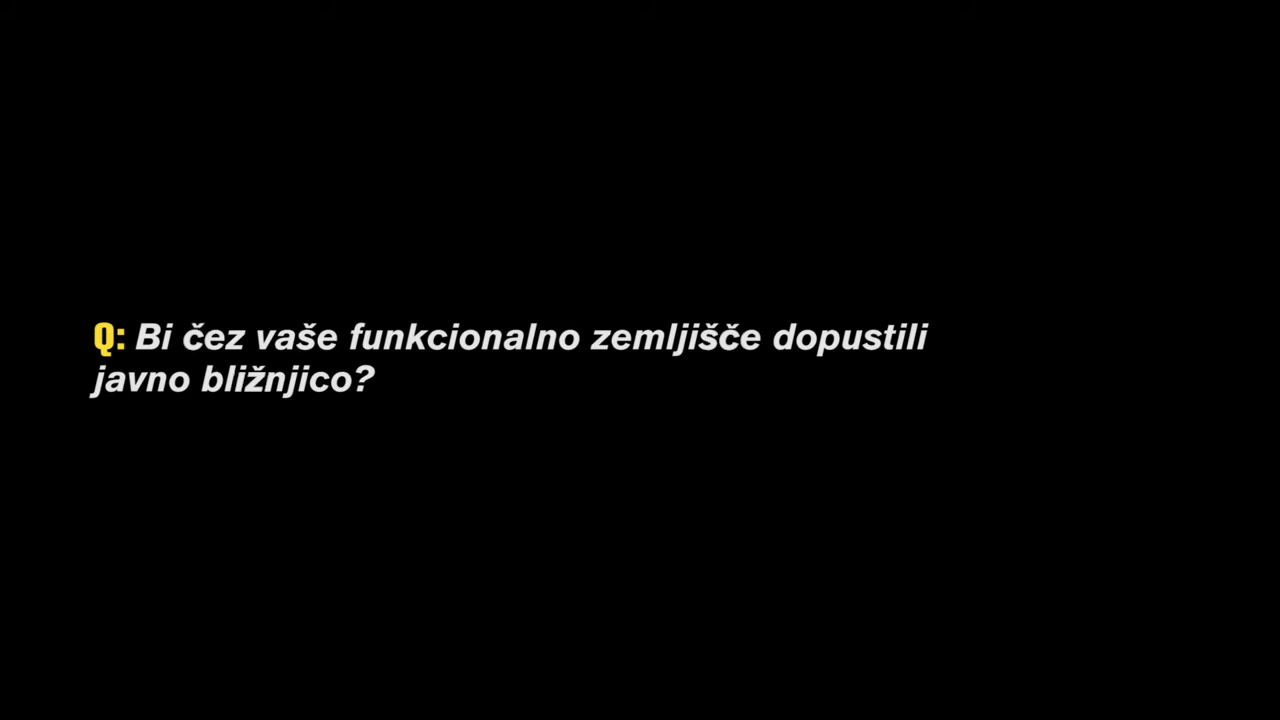 Q: Bi čez vaše funkcionalno zemljišče dopustili
javno bližnjico?